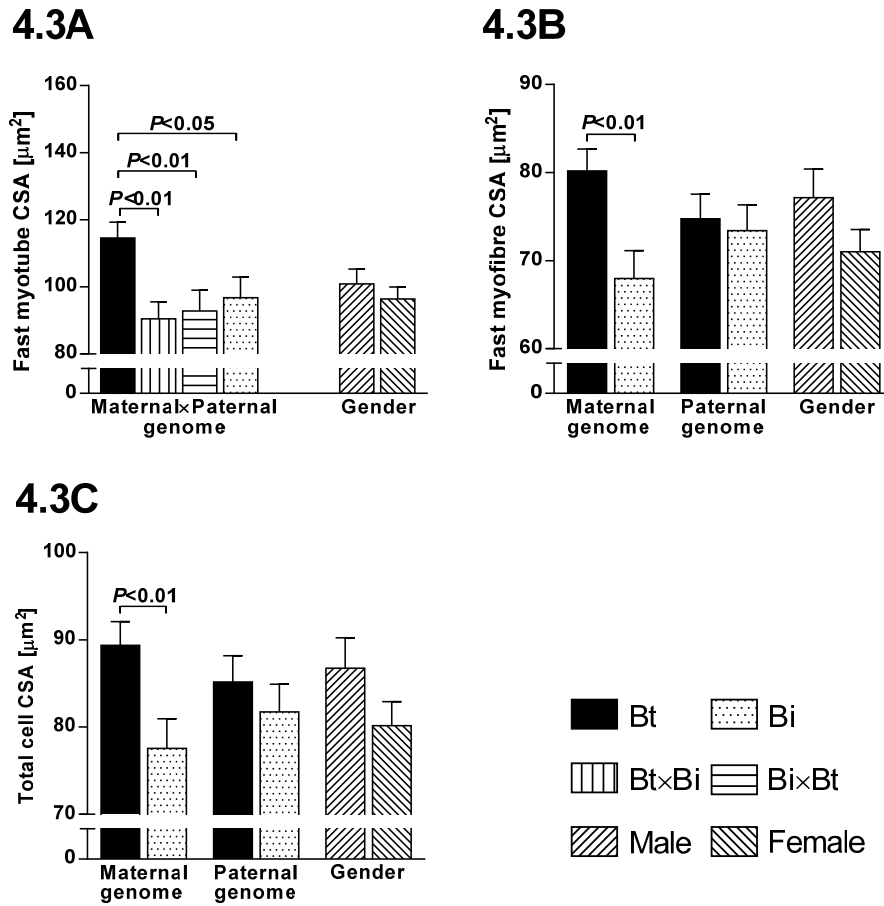 4.3A
Fast myotube CSA [μm²]
160
140
120
100
80
0
P<0.05
P<0.01
P<0.01
Maternal×Paternal
genome
Gender
4.3B
Fast myofibre CSA [μm²]
90
80
70
60
0
P<0.01
Maternal
genome
Paternal
genome
Gender
4.3C
Total cell CSA [μm²]
100
90
80
70
0
P<0.01
Maternal
genome
Paternal
genome
Gender
Bt
Bi
Bt×Bi
Bi×Bt
Male
Female